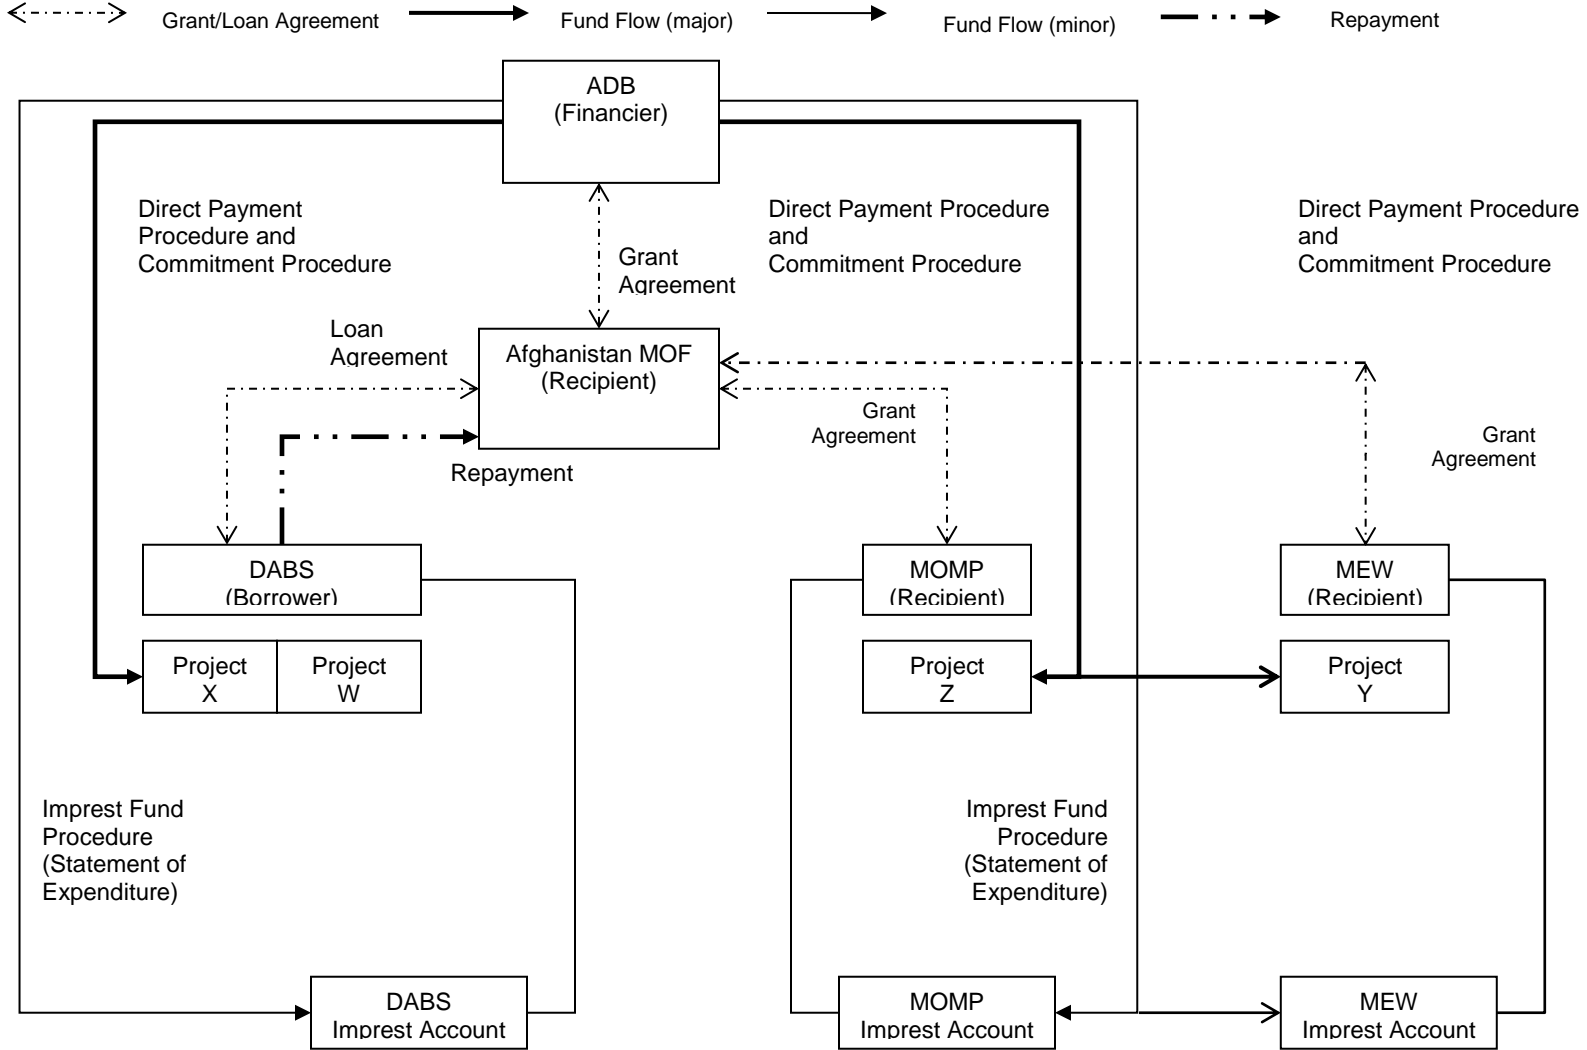 Grant/Loan Agreement
Fund Flow (major)
Fund Flow (minor)
Repayment
ADB
(Financier)
Direct Payment
Procedure and
Commitment Procedure
Grant
Agreement
Direct Payment Procedure
and
Commitment Procedure
Direct Payment Procedure
and
Commitment Procedure
Loan
Agreement
Afghanistan MOF
(Recipient)
Grant
Agreement
Grant
Agreement
Repayment
DABS
(Borrower)
MOMP
(Recipient)
MEW
(Recipient)
Project
X
Project
W
Project
Z
Project
Y
Imprest Fund
Procedure
(Statement of
Expenditure)
Imprest Fund
Procedure
(Statement of
Expenditure)
DABS
Imprest Account
MOMP
Imprest Account
MEW
Imprest Account